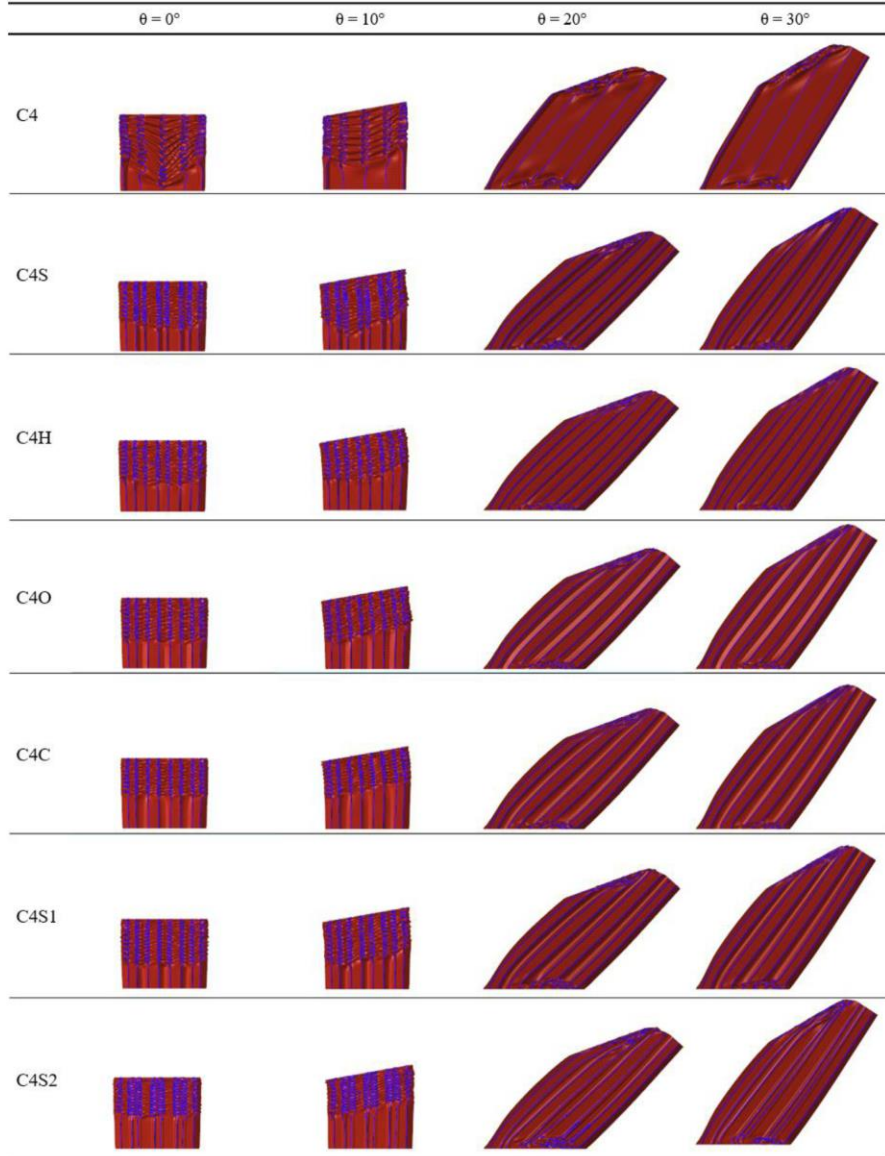 θ = 0° θ = 10° θ = 20° θ = 30°
C4
C4S
C4H
C4O
C4C
C4S1
C4S2